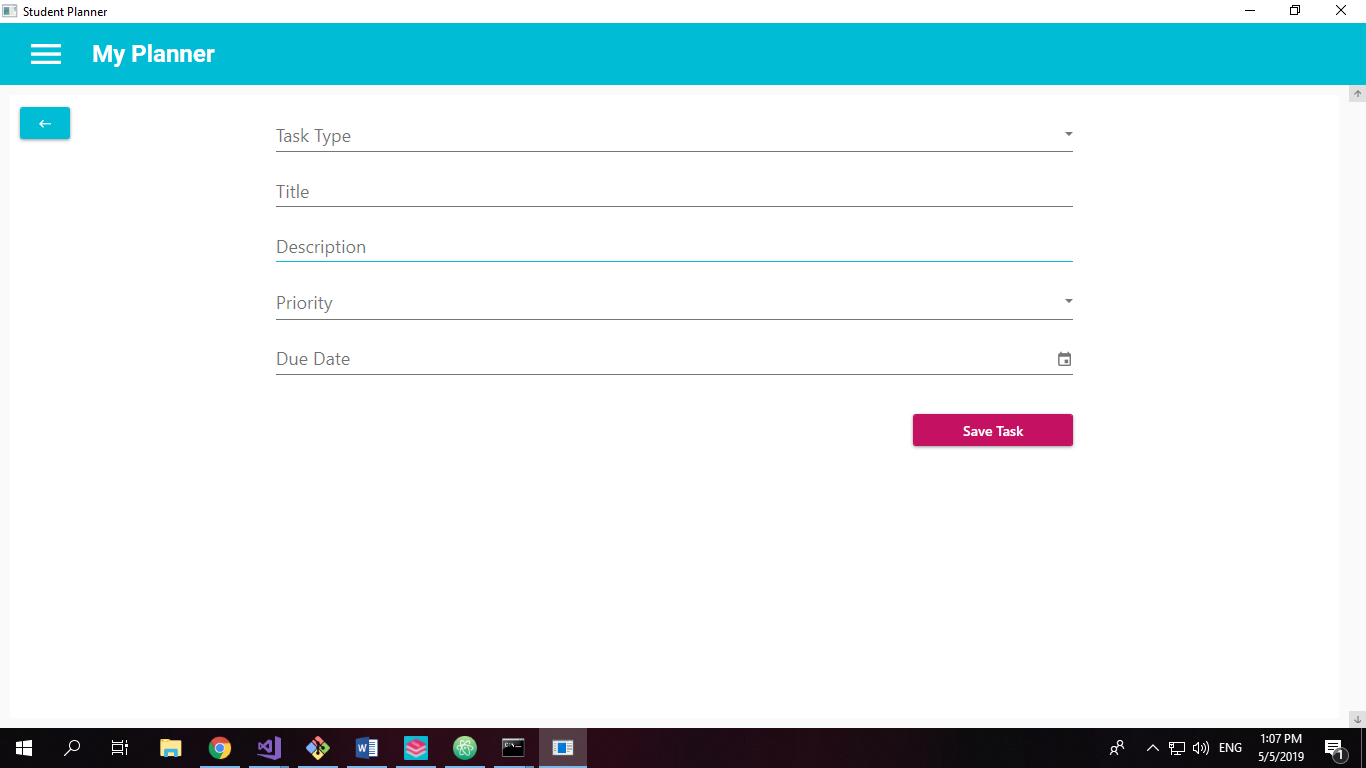 Student Planner
My Planner
Task Type
Title
Description
Priority
Due Date
Save Task
ENG
1:07 PM
5/5/2019
1